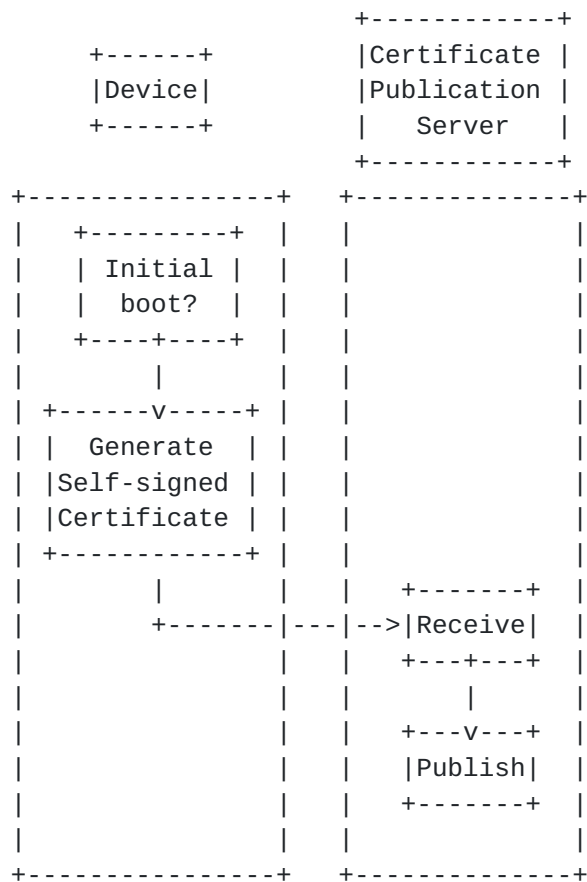 Device
Certificate
Publication
Server
Initial
boot?
Generate
Self-signed
Certificate
Receive
Publish